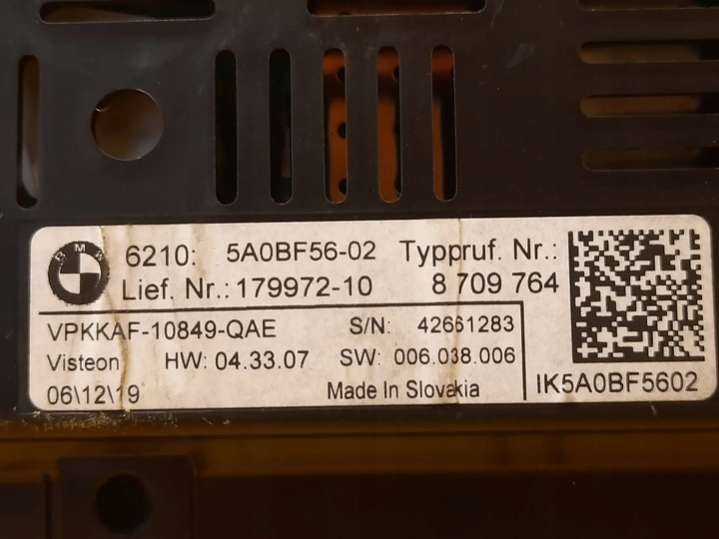 BMW
6210: 5A0BF56-02 Typpruf. Nr.:
Lief. Nr.: 179972-10 8 709 764
VPKKAF-10849-QAE S/N: 42661283
Visteon HW: 04.33.07 SW: 006.038.006
06\12\19 Made In Slovakia IK5A0BF5602